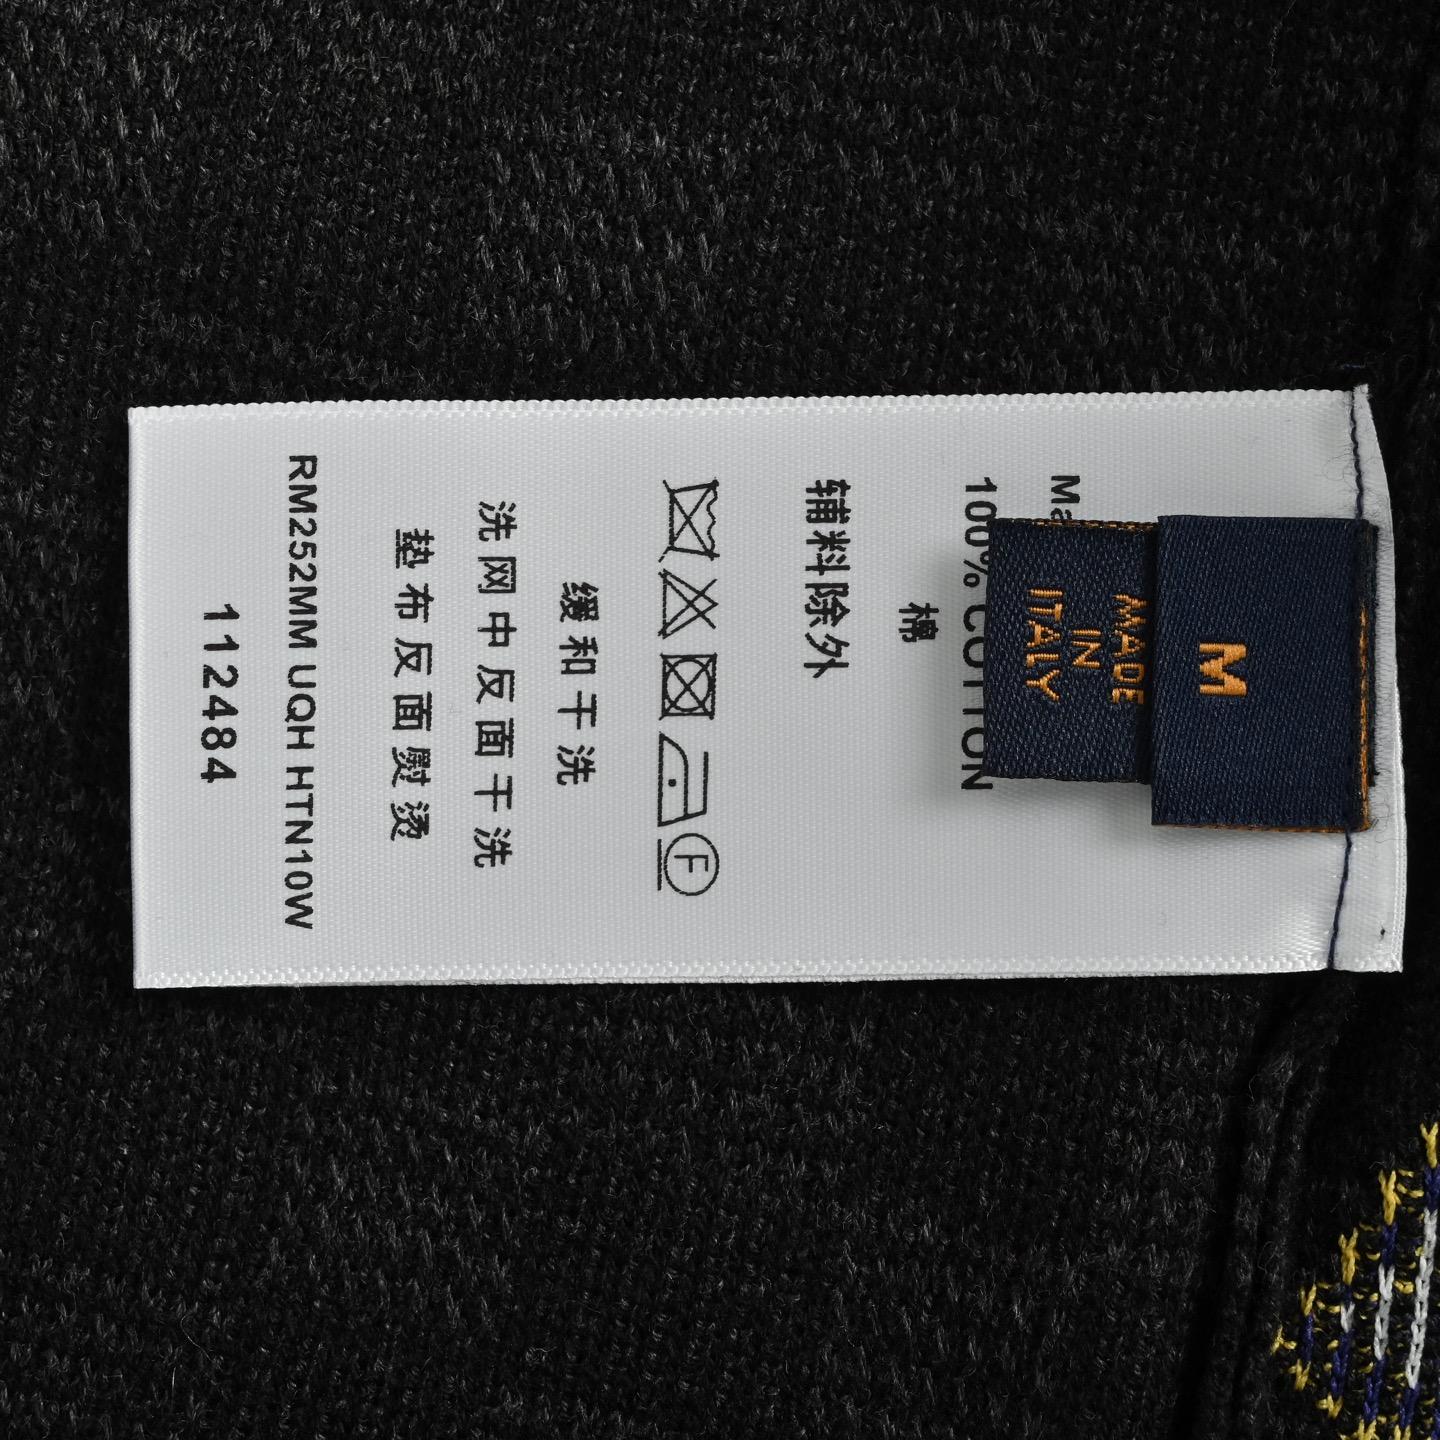 M
MADE
IN
ITALY
100% COTTON
棉
辅料除外
F
缓和干洗
洗网中反面干洗
垫布反面熨烫
RM252MM UQH HTN10W
112484